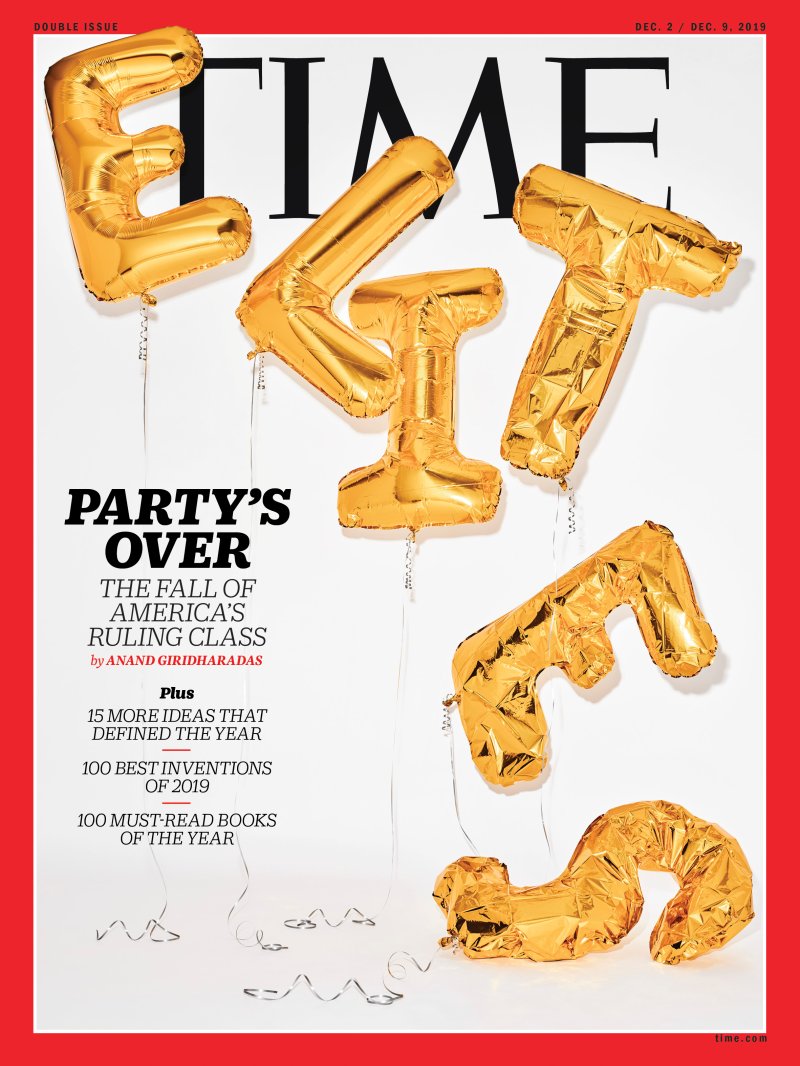 DOUBLE ISSUE
DEC. 2 / DEC. 9, 2019
TIME
ELITES
PARTY'S
OVER
THE FALL OF
AMERICA'S
RULING CLASS
by ANAND GIRIDHARADAS
Plus
15 MORE IDEAS THAT
DEFINED THE YEAR
100 BEST INVENTIONS
OF 2019
100 MUST-READ BOOKS
OF THE YEAR
time.com